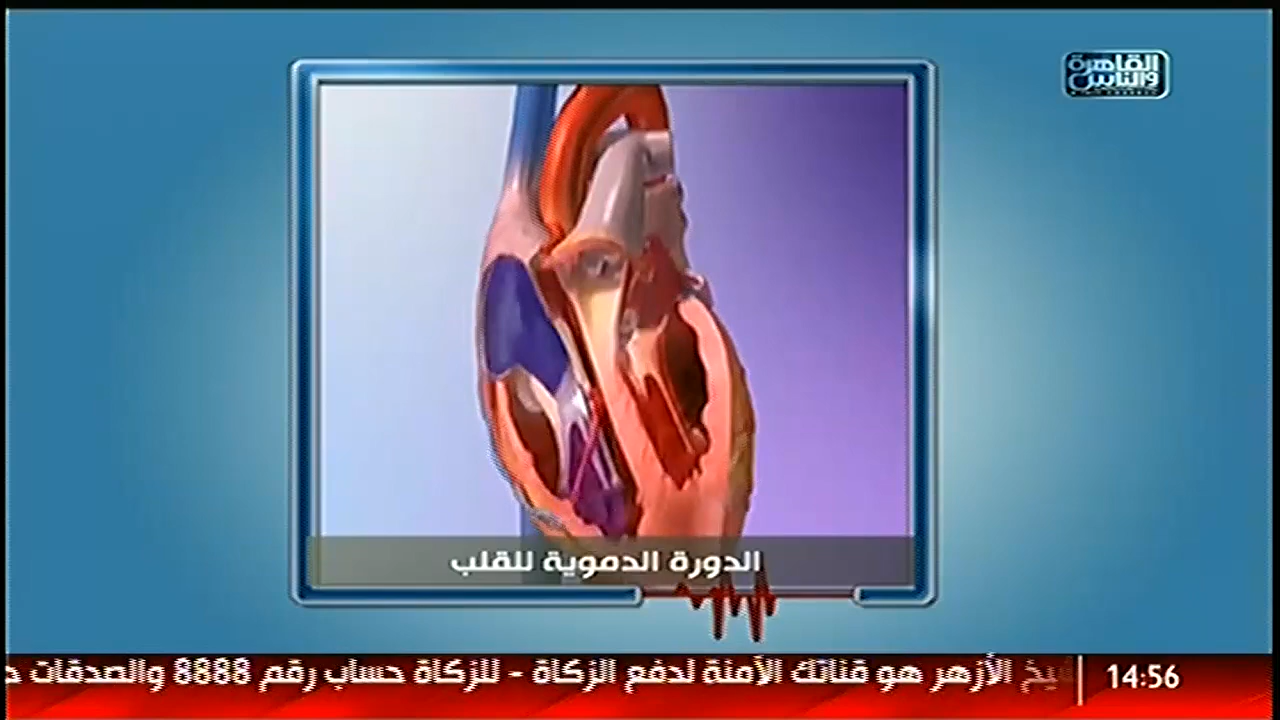 القاهرة
والناس
الدورة الدموية للقلب
14:56
الأزهر هو قناتك الآمنة لدفع الزكاة - للزكاة حساب رقم 8888 والصدقات